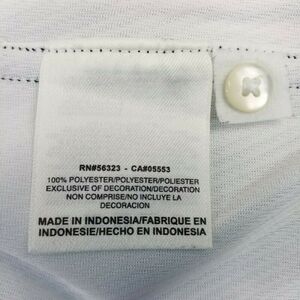 RN#56323 - CA#05553
100% POLYESTER/POLYESTER/POLIESTER
EXCLUSIVE OF DECORATION/DECORATION
NON COMPRISE/NO INCLUYE LA
DECORACION
MADE IN INDONESIA/FABRIQUE EN
INDONESIE/HECHO EN INDONESIA